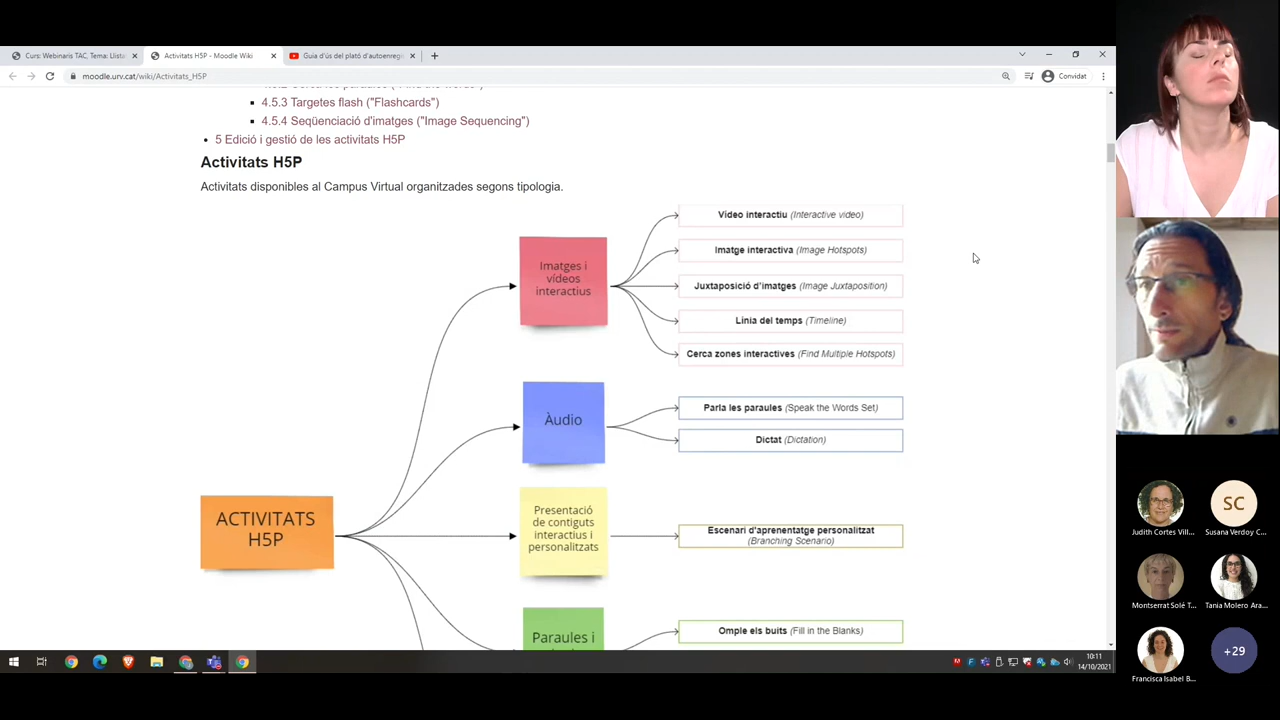 Curs: Webinaris TAC, Tema: Llista
Activitats H5P - Moodle Wiki
Guia d'ús del plató d'autoenreg
moodle.urv.cat/wiki/Activitats_H5P
Convidat
4.5.3 Targetes flash ("Flashcards")
4.5.4 Seqüenciació d'imatges ("Image Sequencing")
5 Edició i gestió de les activitats H5P
Activitats H5P
Activitats disponibles al Campus Virtual organitzades segons tipologia.
Imatges i
vídeos
interactius
Vídeo interactiu (Interactive video)
Imatge interactiva (Image Hotspots)
Juxtaposició d'imatges (Image Juxtaposition)
Línia del temps (Timeline)
Cerca zones interactives (Find Multiple Hotspots)
Àudio
Parla les paraules (Speak the Words Set)
Dictat (Dictation)
ACTIVITATS
H5P
Presentació
de contiguts
interactius i
personalitzats
Escenari d'aprenentatge personalitzat
(Branching Scenario)
Paraules i
Omple els buits (Fill in the Blanks)
Judith Cortes Vill...
SC
Susana Verdoy C...
Montserrat Solé T...
Tania Molero Ara...
Francisca Isabel B...
+29
10:11
14/10/2021